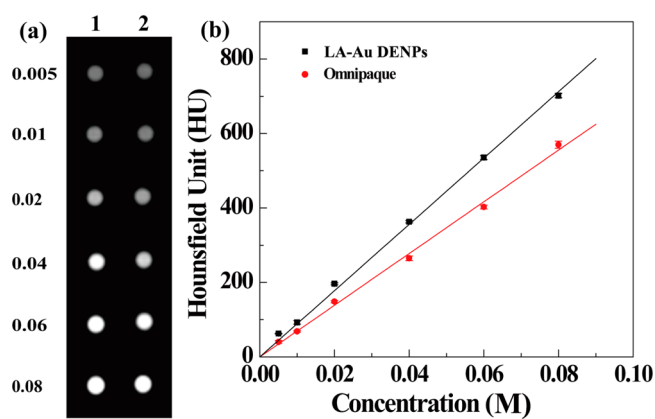 (a)
1 2
0.005
0.01
0.02
0.04
0.06
0.08
(b)
LA-Au DENPs
Omnipaque
Hounsfield Unit (HU)
800
600
400
200
0
0.00 0.02 0.04 0.06 0.08 0.10
Concentration (M)